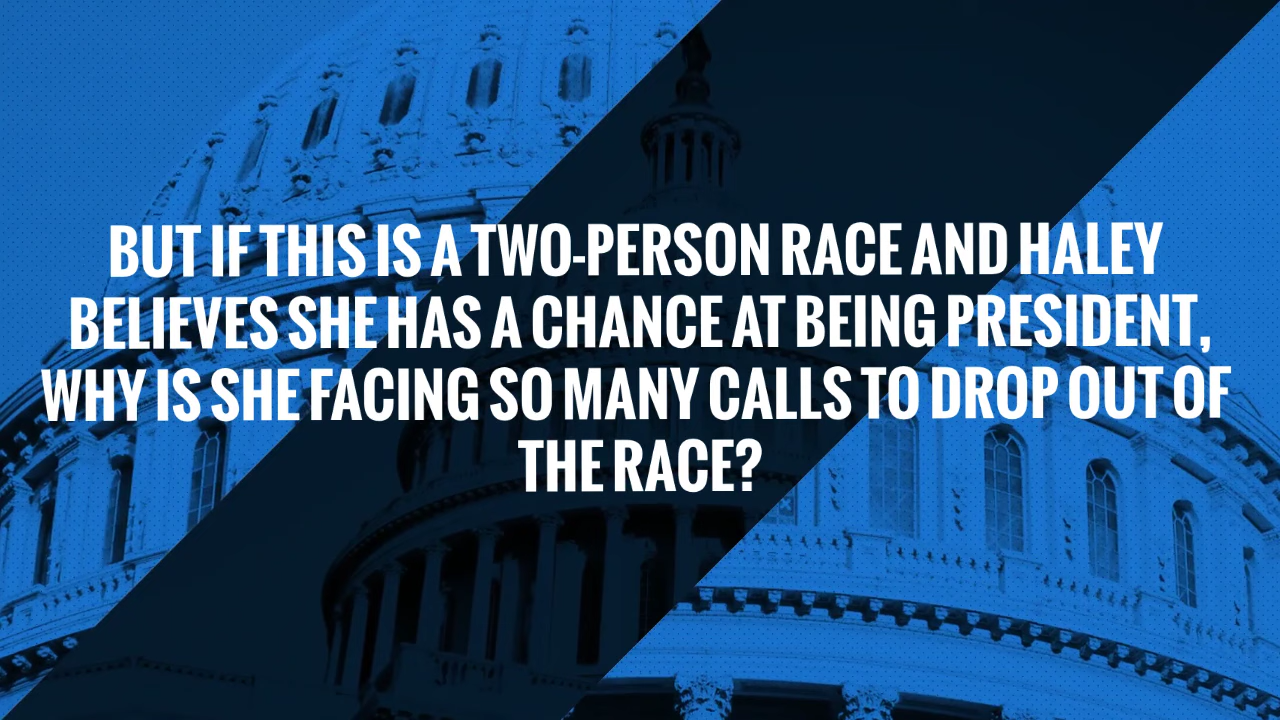 BUT IF THIS IS A TWO-PERSON RACE AND HALEY
BELIEVES SHE HAS A CHANCE AT BEING PRESIDENT,
WHY IS SHE FACING SO MANY CALLS TO DROP OUT OF
THE RACE?